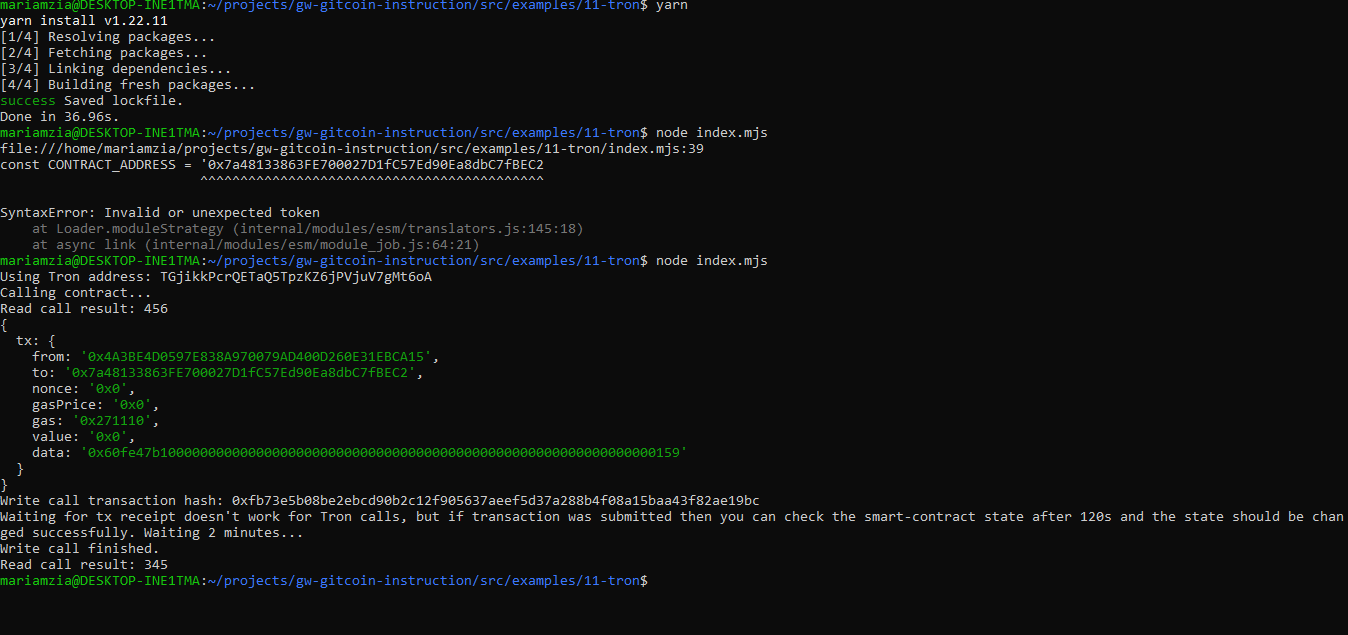 mariamzia@DESKTOP-INE1TMA:~/projects/gw-gitcoin-instruction/src/examples/11-tron$ yarn
yarn install v1.22.11
[1/4] Resolving packages...
[2/4] Fetching packages...
[3/4] Linking dependencies...
[4/4] Building fresh packages...
success Saved lockfile.
Done in 36.96s.
mariamzia@DESKTOP-INE1TMA:~/projects/gw-gitcoin-instruction/src/examples/11-tron$ node index.mjs
file:///home/mariamzia/projects/gw-gitcoin-instruction/src/examples/11-tron/index.mjs:39
const CONTRACT_ADDRESS = '0x7a48133863FE700027D1fC57Ed90Ea8dbC7fBEC2
                         ^^^^^^^^^^^^^^^^^^^^^^^^^^^^^^^^^^^^^^^^^^^
SyntaxError: Invalid or unexpected token
    at Loader.moduleStrategy (internal/modules/esm/translators.js:145:18)
    at async link (internal/modules/esm/module_job.js:64:21)
mariamzia@DESKTOP-INE1TMA:~/projects/gw-gitcoin-instruction/src/examples/11-tron$ node index.mjs
Using Tron address: TGjikkPcrQETaQ5TpzKZ6jPVjuV7gMt6oA
Calling contract...
Read call result: 456
{
  tx: {
    from: '0x4A3BE4D0597E838A970079AD400D260E31EBCA15',
    to: '0x7a48133863FE700027D1fC57Ed90Ea8dbC7fBEC2',
    nonce: '0x0',
    gasPrice: '0x0',
    gas: '0x271110',
    value: '0x0',
    data: '0x60fe47b10000000000000000000000000000000000000000000000000000000000000159'
  }
}
Write call transaction hash: 0xfb73e5b08be2ebcd90b2c12f905637aeef5d37a288b4f08a15baa43f82ae19bc
Waiting for tx receipt doesn't work for Tron calls, but if transaction was submitted then you can check the smart-contract state after 120s and the state should be chan
ged successfully. Waiting 2 minutes...
Write call finished.
Read call result: 345
mariamzia@DESKTOP-INE1TMA:~/projects/gw-gitcoin-instruction/src/examples/11-tron$